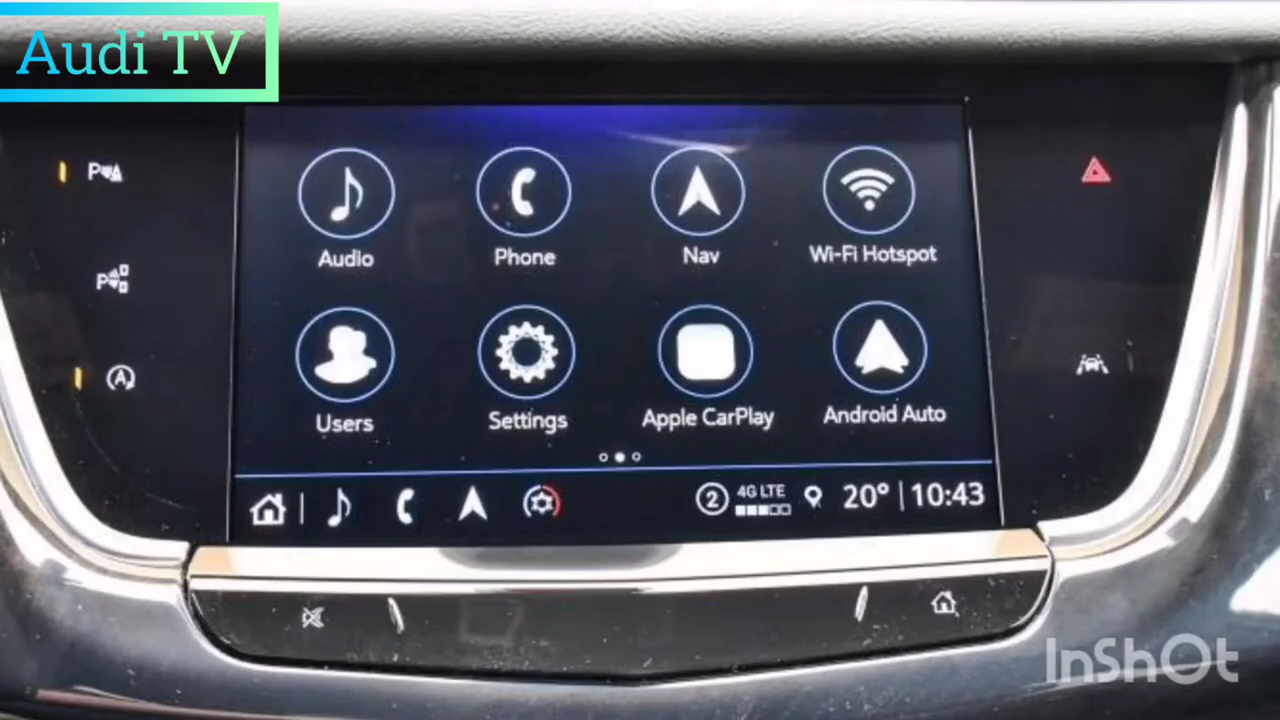 Audi TV
P
Audio
Phone
Nav
Wi-Fi Hotspot
P
A
Users
Settings
Apple CarPlay
Android Auto
2
4G LTE
20°
10:43
InShOt